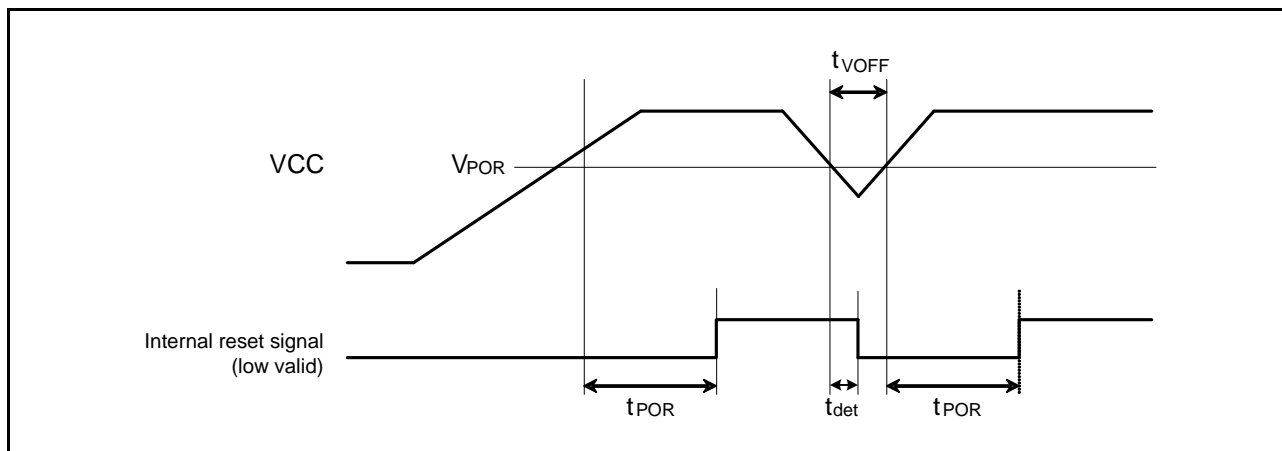 tVOFF
VCC
VPOR
Internal reset signal
(low valid)
tPOR
tdet
tPOR